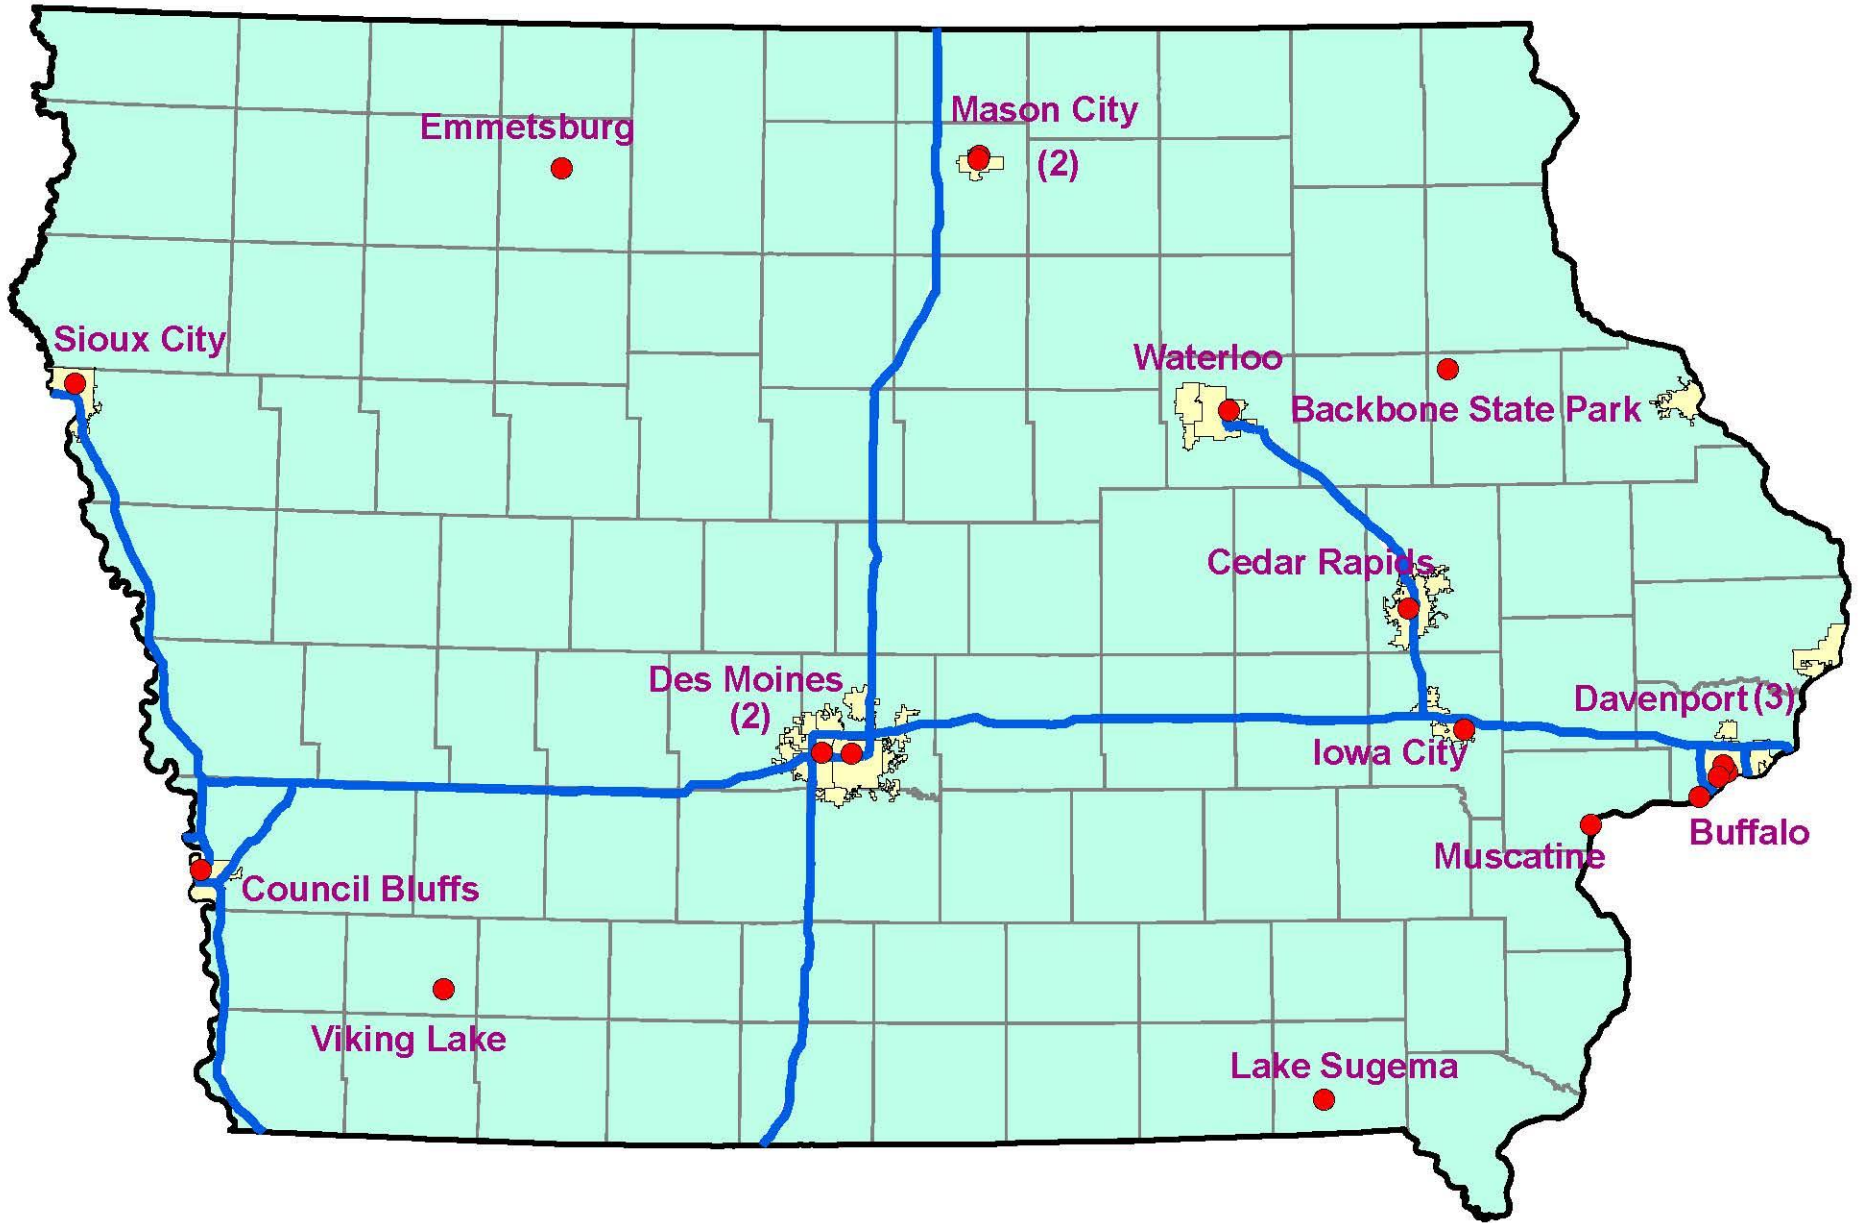 Mason City
(2)
Emmetsburg
Sioux City
Waterloo
Backbone State Park
Cedar Rapids
Des Moines
(2)
Davenport (3)
Iowa City
Buffalo
Muscatine
Council Bluffs
Viking Lake
Lake Sugema